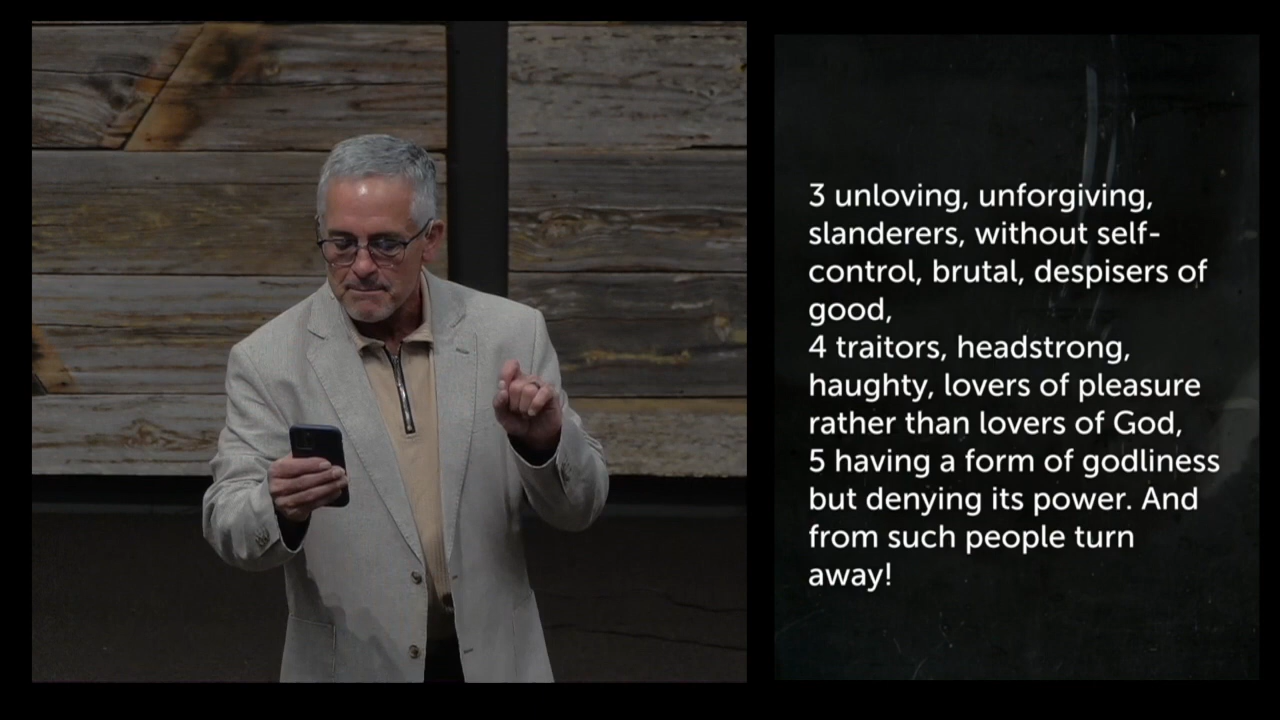 3 unloving, unforgiving,
slanderers, without self-
control, brutal, despisers of
good,
4 traitors, headstrong,
haughty, lovers of pleasure
rather than lovers of God,
5 having a form of godliness
but denying its power. And
from such people turn
away!